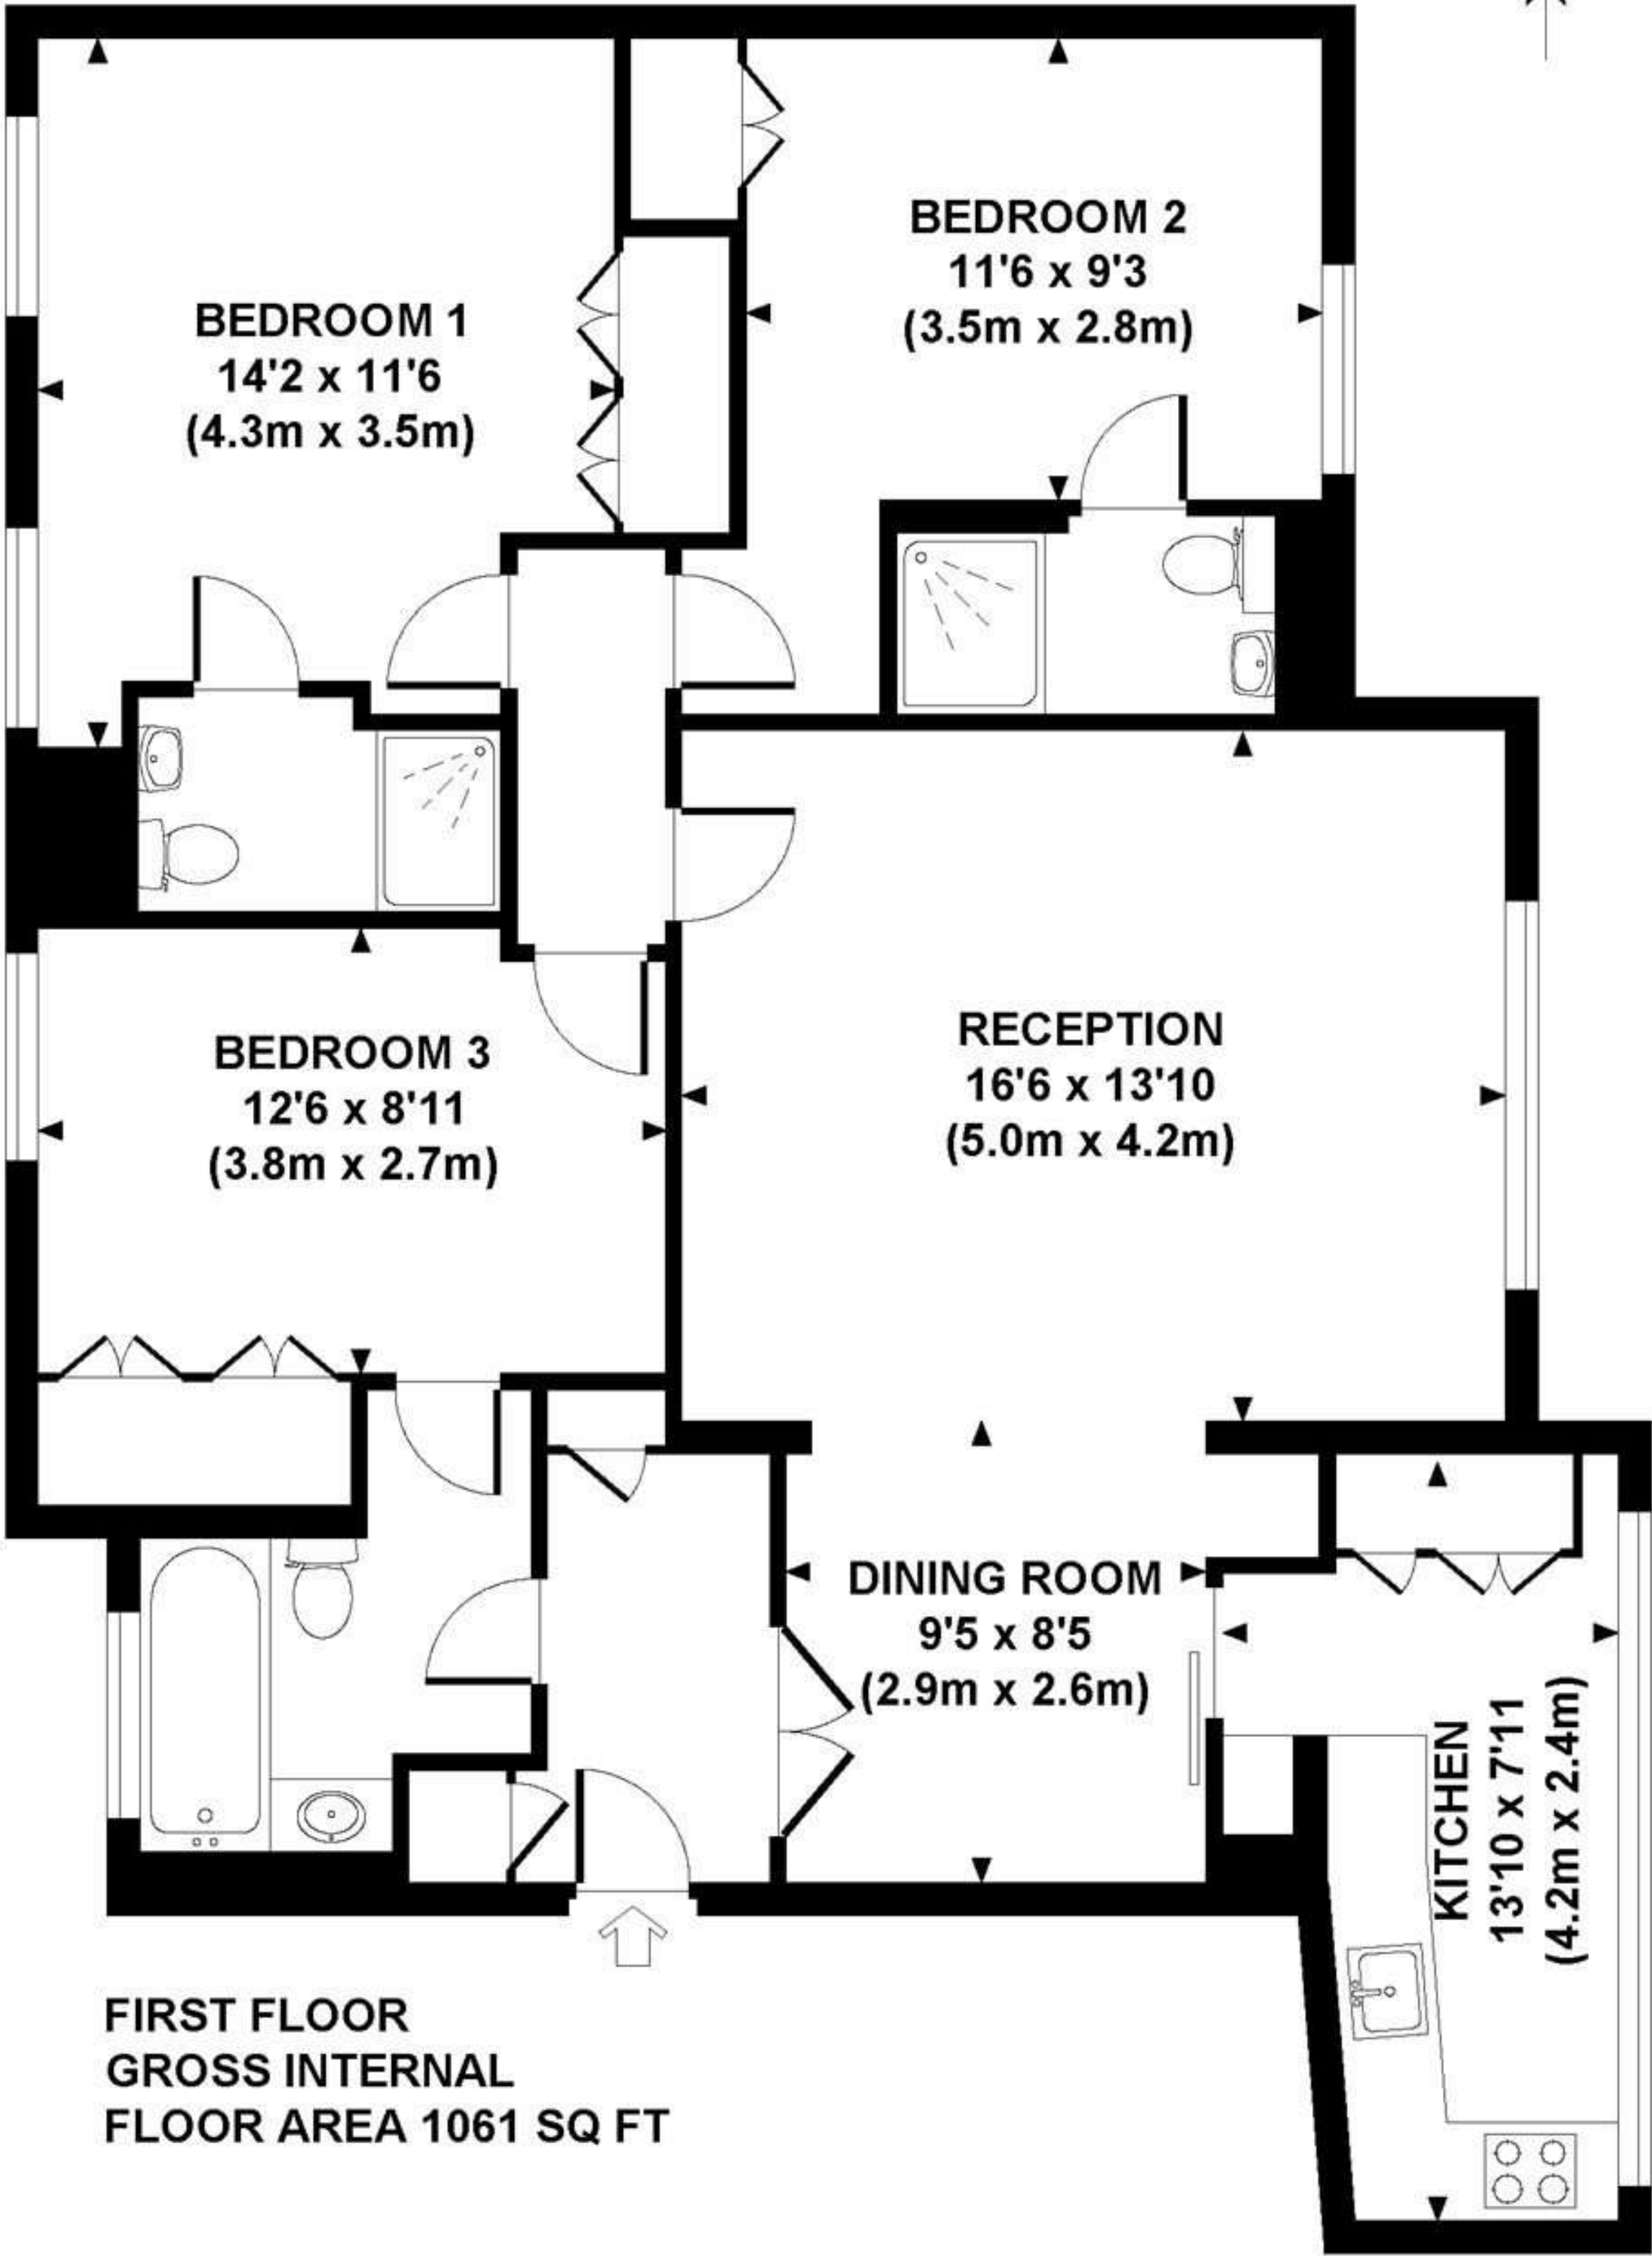 BEDROOM 1
14'2 x 11'6
(4.3m x 3.5m)
BEDROOM 2
11'6 x 9'3
(3.5m x 2.8m)
BEDROOM 3
12'6 x 8'11
(3.8m x 2.7m)
RECEPTION
16'6 x 13'10
(5.0m x 4.2m)
DINING ROOM
9'5 x 8'5
(2.9m x 2.6m)
KITCHEN
13'10 x 7'11
(4.2m x 2.4m)
FIRST FLOOR
GROSS INTERNAL
FLOOR AREA 1061 SQ FT